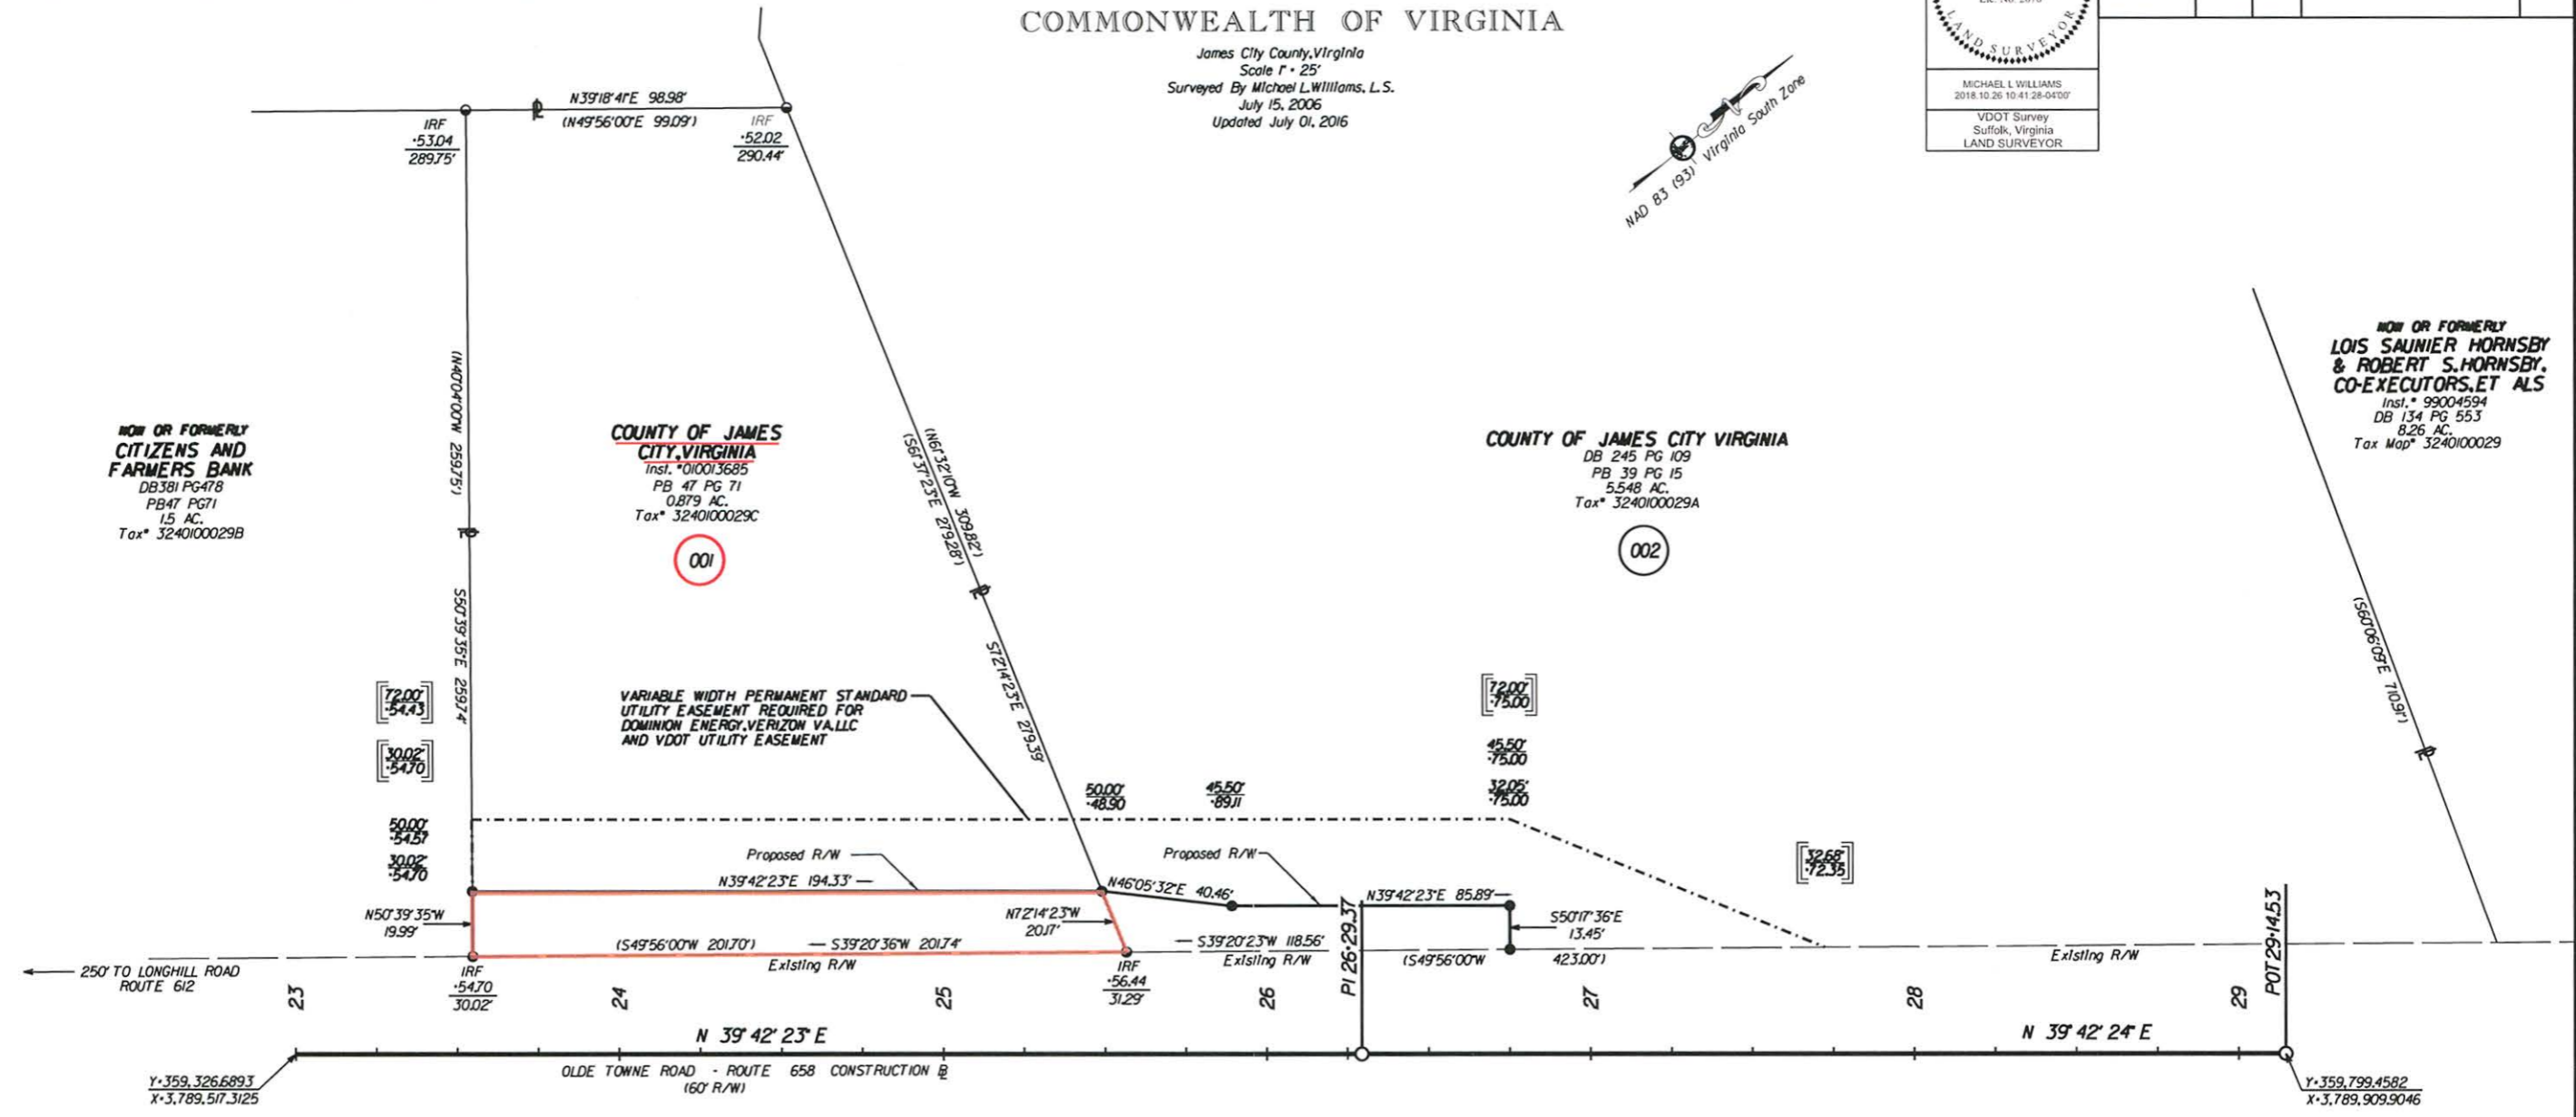 COMMONWEALTH OF VIRGINIA
James City County, Virginia
Scale 1" = 25'
Surveyed By Michael L. Williams, L.S.
July 15, 2006
Updated July 01, 2016
NAD 83 (93) Virginia South Zone
LAND SURVEYOR
MICHAEL L WILLIAMS
2018.10.26 10:41:28-04'00'
VDOT Survey
Suffolk, Virginia
LAND SURVEYOR
N39°18'41"E 98.98'
(N49°56'00"E 99.09')
IRF
+53.04
289.75'
IRF
+52.02
290.44'
(N40°04'00"W 259.75')
S50°39'35"E 259.74'
(N61°32'10"W 309.82')
(S61°37'23"E 279.28')
S72°14'23"E 279.39'
NOW OR FORMERLY
CITIZENS AND
FARMERS BANK
DB381 PG478
PB47 PG71
1.5 AC.
Tax# 3240100029B
COUNTY OF JAMES
CITY, VIRGINIA
Inst. #010013685
PB 47 PG 71
0.879 AC.
Tax# 3240100029C
001
COUNTY OF JAMES CITY VIRGINIA
DB 245 PG 109
PB 39 PG 15
5.548 AC.
Tax# 3240100029A
002
NOW OR FORMERLY
LOIS SAUNIER HORNSBY
& ROBERT S. HORNSBY,
CO-EXECUTORS, ET ALS
Inst.# 99004594
DB 134 PG 553
8.26 AC.
Tax Map# 3240100029
(S60°06'09"E 710.91')
VARIABLE WIDTH PERMANENT STANDARD
UTILITY EASEMENT REQUIRED FOR
DOMINION ENERGY, VERIZON VA, LLC
AND VDOT UTILITY EASEMENT
72.00'
+54.43
30.02'
+54.70
50.00'
+54.57
30.02'
+54.70
50.00'
+48.90
45.50'
+89.11
72.00'
+75.00
45.50'
+75.00
32.05'
+75.00
32.68'
+72.35
Proposed R/W
N39°42'23"E 194.33'
Proposed R/W
N46°05'32"E 40.46'
N39°42'23"E 85.89'
N50°39'35"W
19.99'
N72°14'23"W
20.17'
S50°17'36"E
13.45'
(S49°56'00"W 201.70')
S39°20'36"W 201.74'
Existing R/W
S39°20'23"W 118.56'
Existing R/W
(S49°56'00"W 423.00')
Existing R/W
250' TO LONGHILL ROAD
ROUTE 612
IRF
+54.70
30.02'
IRF
+56.44
31.29'
PI 26+29.37
POT 29+14.53
23 24 25 26 27 28 29
N 39° 42' 23" E
N 39° 42' 24" E
OLDE TOWNE ROAD - ROUTE 658 CONSTRUCTION B
(60' R/W)
Y=359,326.6893
X=3,789,517.3125
Y=359,799.4582
X=3,789,909.9046